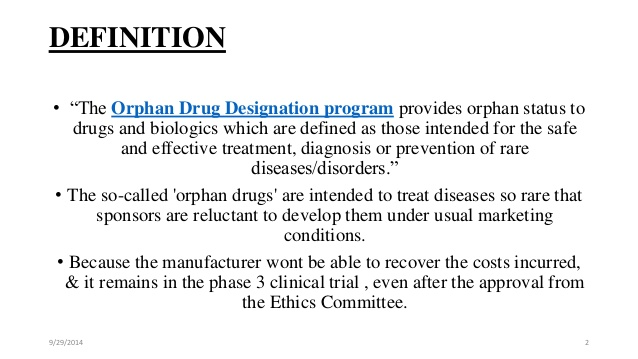 DEFINITION
• “The Orphan Drug Designation program provides orphan status to
drugs and biologics which are defined as those intended for the safe
and effective treatment, diagnosis or prevention of rare
diseases/disorders.”
• The so-called 'orphan drugs' are intended to treat diseases so rare that
sponsors are reluctant to develop them under usual marketing
conditions.
• Because the manufacturer wont be able to recover the costs incurred,
& it remains in the phase 3 clinical trial , even after the approval from
the Ethics Committee.
9/29/2014 2